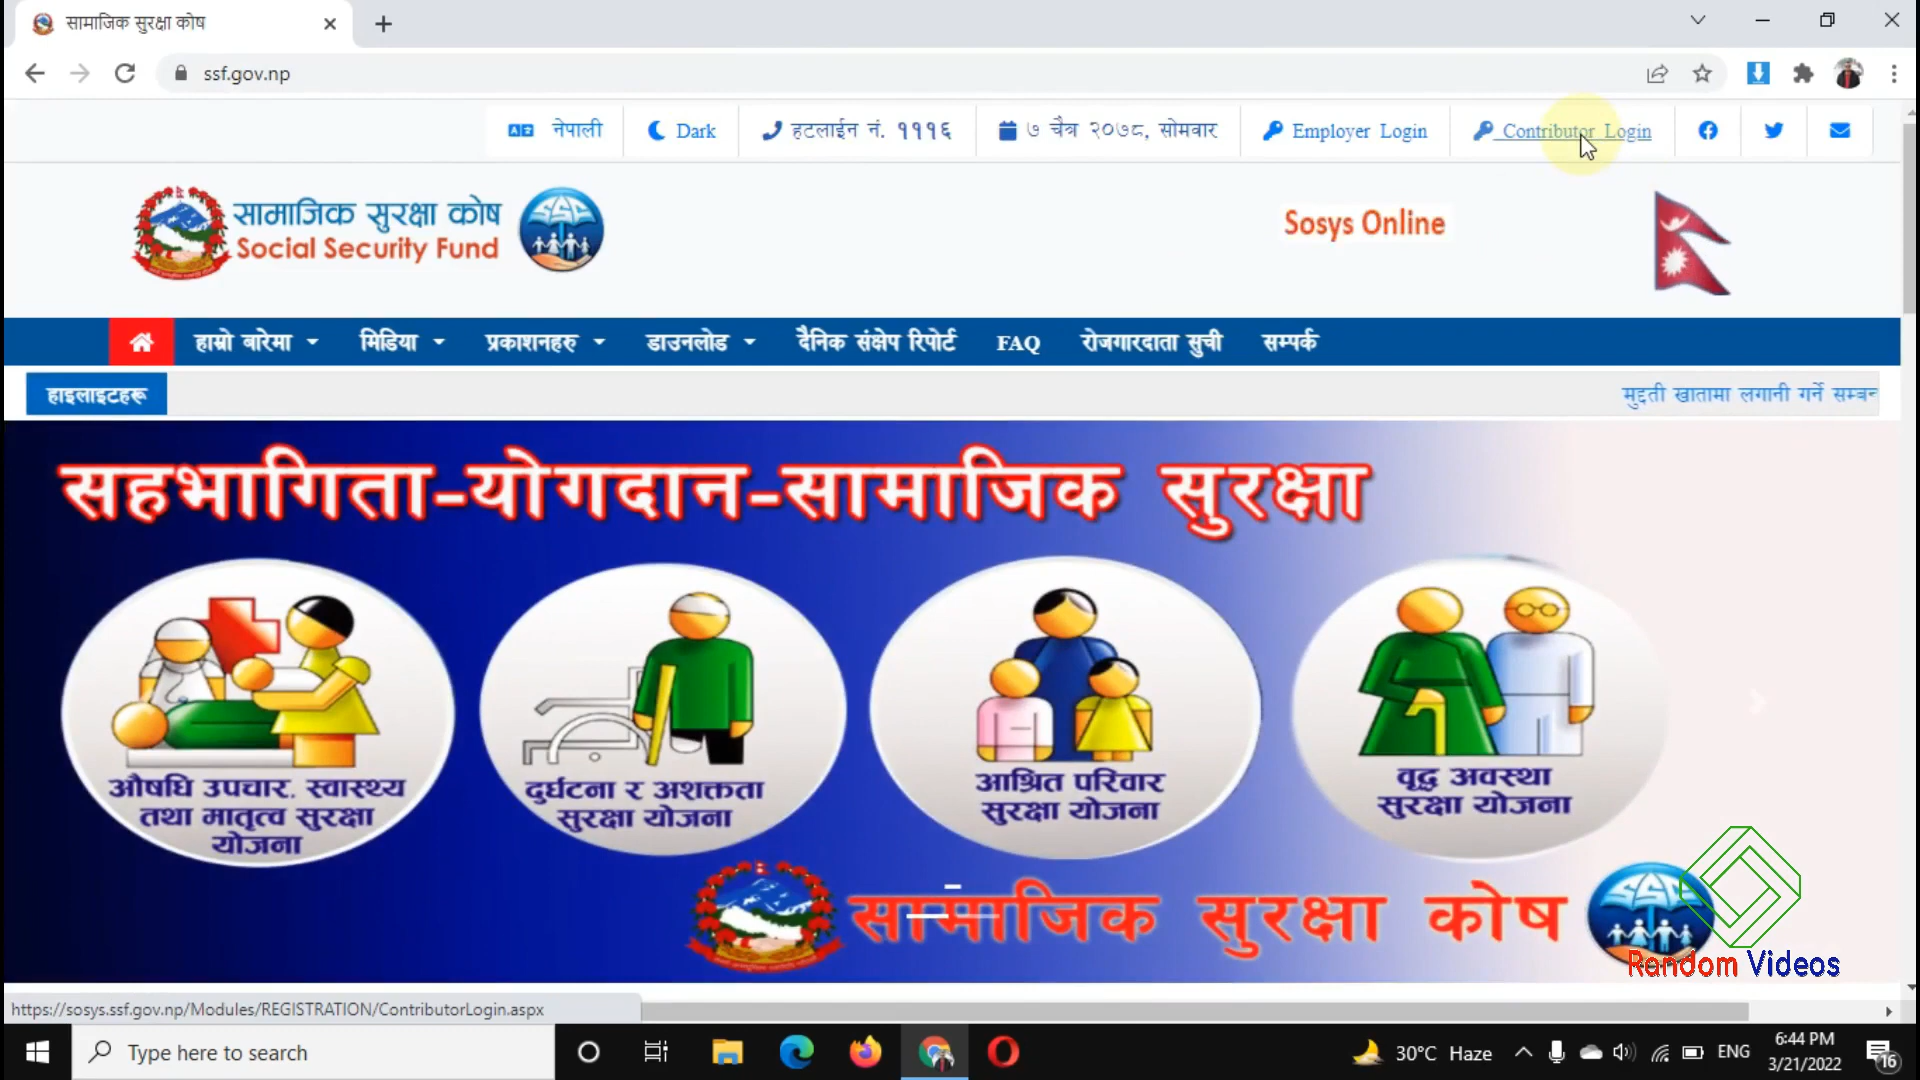 सामाजिक सुरक्षा कोष
ssf.gov.np
नेपाली
Dark
हटलाईन नं. १११६
७ चैत्र २०७८, सोमवार
Employer Login
Contributor Login
सामाजिक सुरक्षा कोष
Social Security Fund
SSF
Sosys Online
हाम्रो बारेमा
मिडिया
प्रकाशनहरु
डाउनलोड
दैनिक संक्षेप रिपोर्ट
FAQ
रोजगारदाता सुची
सम्पर्क
हाइलाइटहरू
मुद्दती खातामा लगानी गर्ने सम्बन
सहभागिता-योगदान-सामाजिक सुरक्षा
औषधि उपचार, स्वास्थ्य
तथा मातृत्व सुरक्षा
योजना
दुर्घटना र अशक्तता
सुरक्षा योजना
आश्रित परिवार
सुरक्षा योजना
वृद्ध अवस्था
सुरक्षा योजना
सामाजिक सुरक्षा कोष
SSF
Random Videos
https://sosys.ssf.gov.np/Modules/REGISTRATION/ContributorLogin.aspx
Type here to search
30°C Haze
ENG
6:44 PM
3/21/2022
16